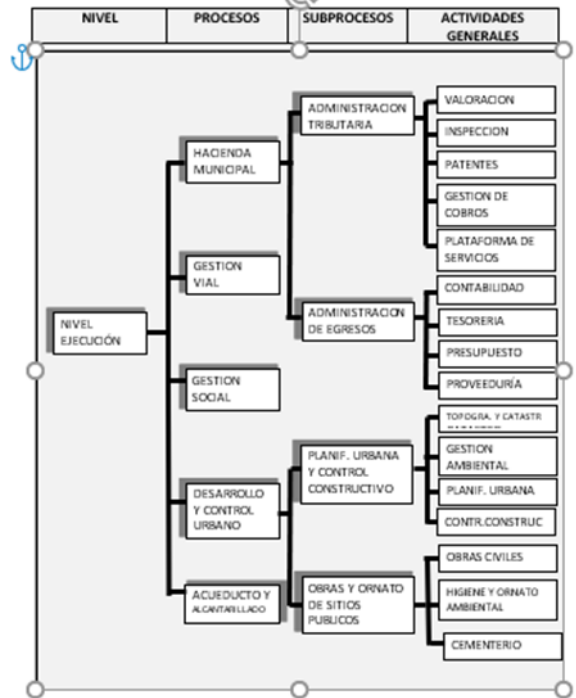 NIVEL
PROCESOS
SUBPROCESOS
ACTIVIDADES
GENERALES
NIVEL
EJECUCIÓN
HACIENDA
MUNICIPAL
GESTION
VIAL
GESTION
SOCIAL
DESARROLLO
Y CONTROL
URBANO
ACUEDUCTO Y
ALCANTARILLADO
ADMINISTRACION
TRIBUTARIA
ADMINISTRACION
DE EGRESOS
PLANIF. URBANA
Y CONTROL
CONSTRUCTIVO
OBRAS Y ORNATO
DE SITIOS
PUBLICOS
VALORACION
INSPECCION
PATENTES
GESTION DE
COBROS
PLATAFORMA DE
SERVICIOS
CONTABILIDAD
TESORERIA
PRESUPUESTO
PROVEEDURÍA
TOPOGRA. Y CATASTR
GESTION
AMBIENTAL
PLANIF. URBANA
CONTR.CONSTRUC
OBRAS CIVILES
HIGIENE Y ORNATO
AMBIENTAL
CEMENTERIO